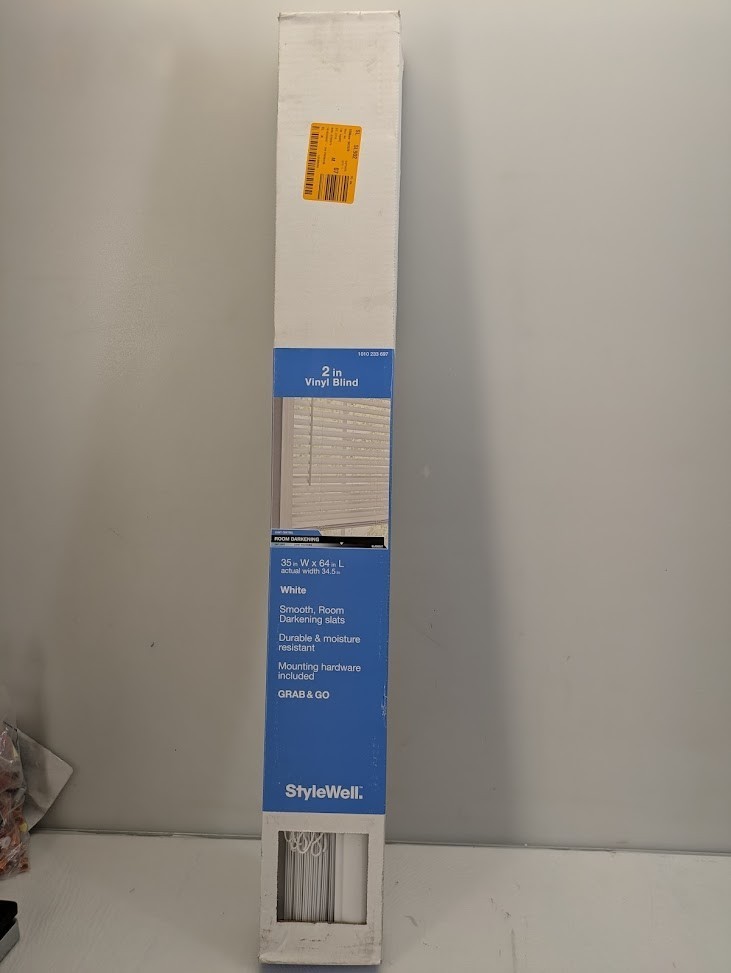 1010 233 697
2 in
Vinyl Blind
ROOM DARKENING
35 in W x 64 in L
actual width 34.5 in
White
Smooth, Room
Darkening slats
Durable & moisture
resistant
Mounting hardware
included
GRAB & GO
StyleWell™